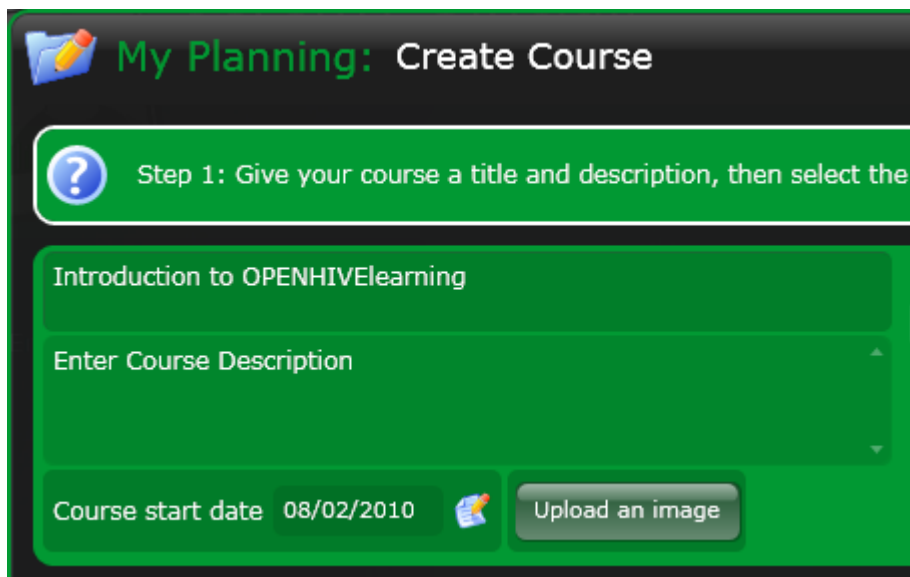 My Planning: Create Course
Step 1: Give your course a title and description, then select the
Introduction to OPENHIVElearning
Enter Course Description
Course start date 08/02/2010 Upload an image